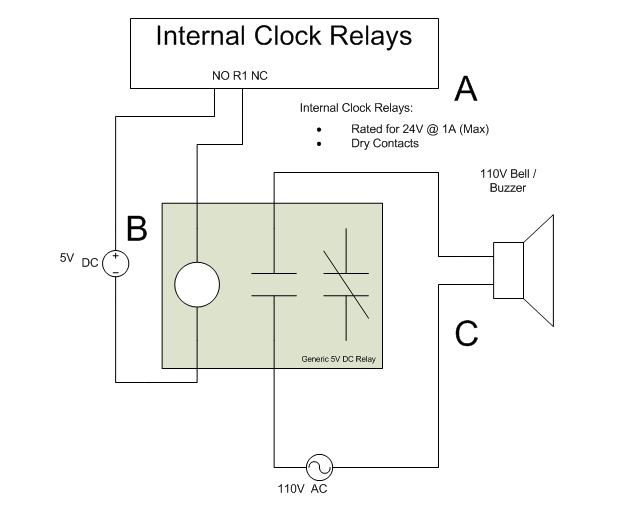 Internal Clock Relays
NO R1 NC
A
Internal Clock Relays:
• Rated for 24V @ 1A (Max)
• Dry Contacts
110V Bell /
Buzzer
B
5V DC
+
−
C
Generic 5V DC Relay
110V AC